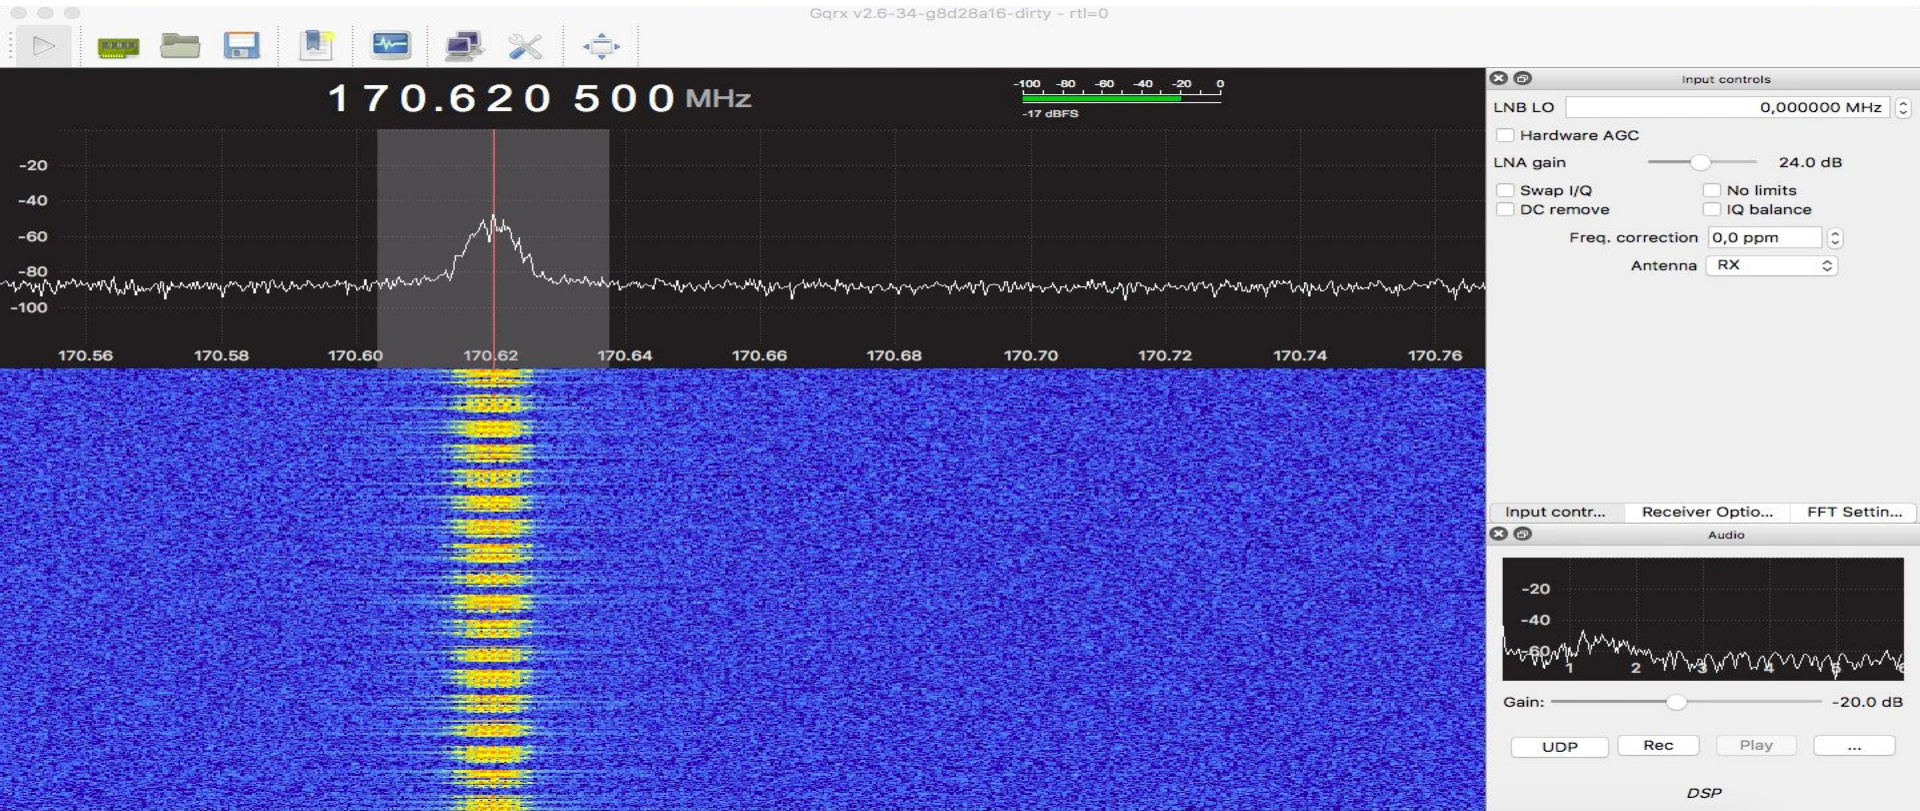 Gqrx v2.6-34-g8d28a16-dirty - rtl=0
170.620 500 MHz
-100 -80 -60 -40 -20 0
-17 dBFS
-20
-40
-60
-80
-100
170.56 170.58 170.60 170.62 170.64 170.66 170.68 170.70 170.72 170.74 170.76
Input controls
LNB LO 0,000000 MHz
Hardware AGC
LNA gain 24.0 dB
Swap I/Q No limits
DC remove IQ balance
Freq. correction 0,0 ppm
Antenna RX
Input contr... Receiver Optio... FFT Settin...
Audio
-20
-40
-60
1 2 3 4 5 6
Gain: -20.0 dB
UDP Rec Play ...
DSP